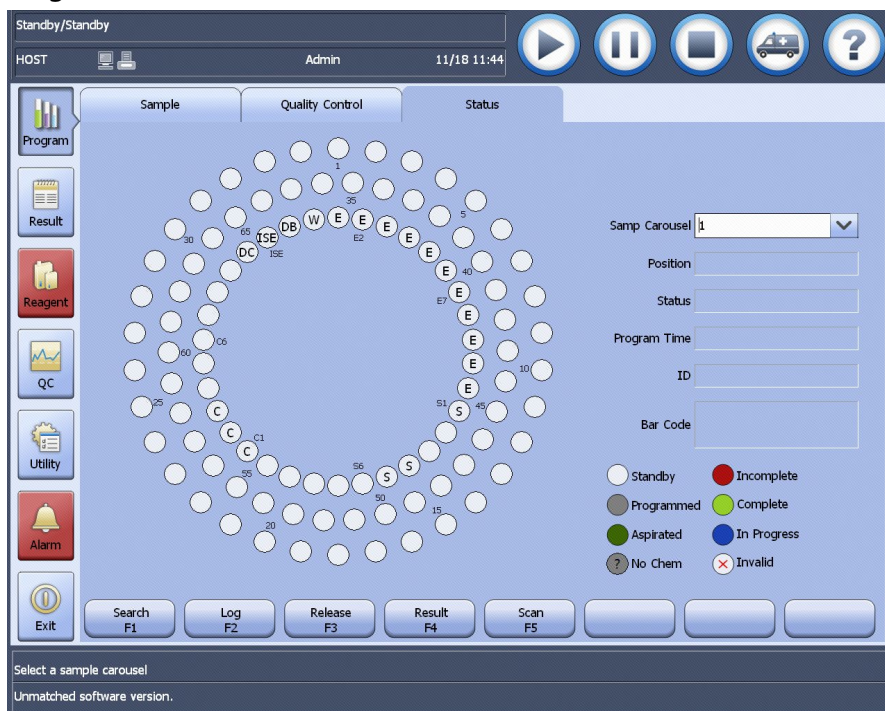 Standby/Standby
HOST Admin 11/18 11:44
?
Sample Quality Control Status
Program
Result
Reagent
QC
Utility
Alarm
Exit
1
35
5
65
30
DC ISE DB W E E E E E E
ISE
E2
40
E7
E
E
E
E
E
10
S1
45
S
C6
60
25
C
C
C
C1
55
S6
S
S
50
15
20
Samp Carousel 1
Position
Status
Program Time
ID
Bar Code
Standby Incomplete
Programmed Complete
Aspirated In Progress
? No Chem Invalid
Search Log Release Result Scan
F1 F2 F3 F4 F5
Select a sample carousel
Unmatched software version.